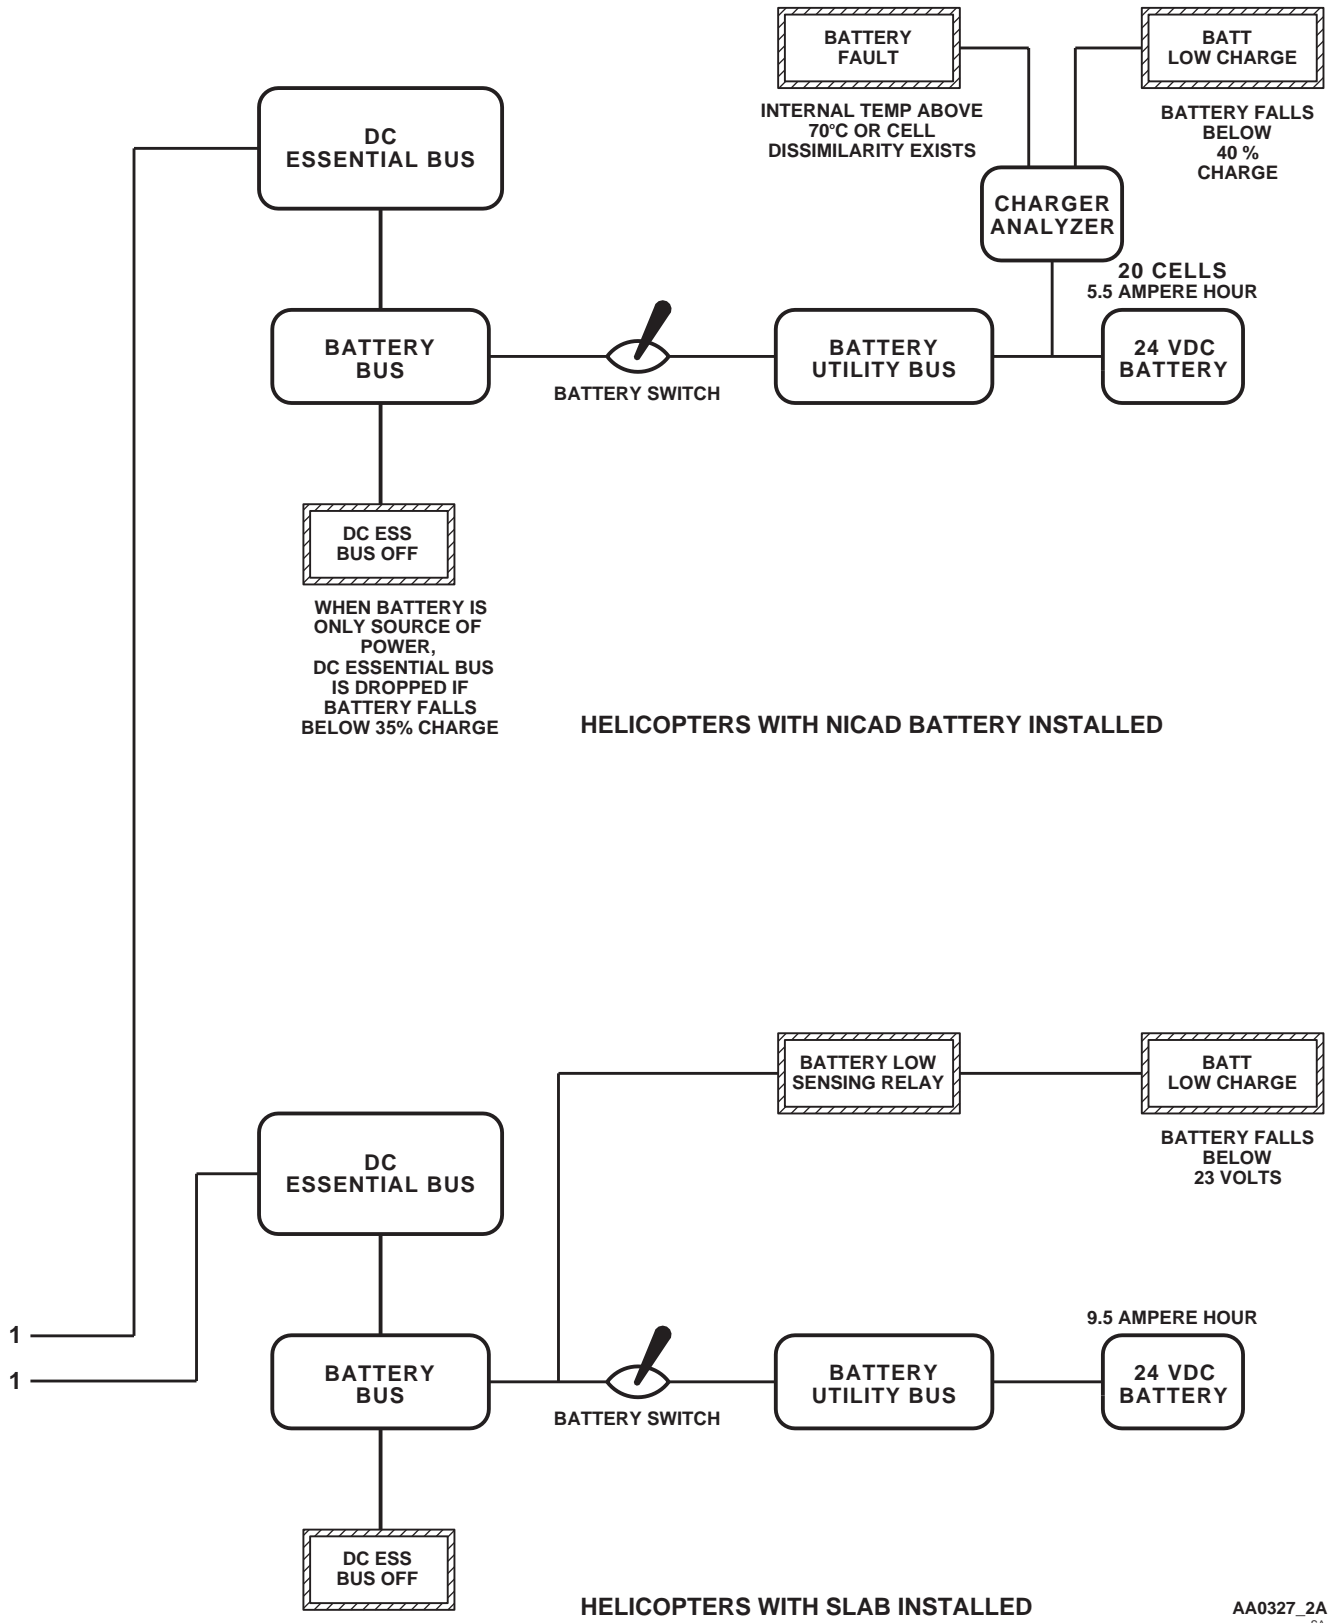 BATTERY
FAULT
BATT
LOW CHARGE
INTERNAL TEMP ABOVE
70°C OR CELL
DISSIMILARITY EXISTS
BATTERY FALLS
BELOW
40 %
CHARGE
DC
ESSENTIAL BUS
CHARGER
ANALYZER
20 CELLS
5.5 AMPERE HOUR
BATTERY
BUS
BATTERY SWITCH
BATTERY
UTILITY BUS
24 VDC
BATTERY
DC ESS
BUS OFF
WHEN BATTERY IS
ONLY SOURCE OF
POWER,
DC ESSENTIAL BUS
IS DROPPED IF
BATTERY FALLS
BELOW 35% CHARGE
HELICOPTERS WITH NICAD BATTERY INSTALLED
BATTERY LOW
SENSING RELAY
BATT
LOW CHARGE
BATTERY FALLS
BELOW
23 VOLTS
DC
ESSENTIAL BUS
1
1
9.5 AMPERE HOUR
BATTERY
BUS
BATTERY SWITCH
BATTERY
UTILITY BUS
24 VDC
BATTERY
DC ESS
BUS OFF
HELICOPTERS WITH SLAB INSTALLED
AA0327_2A
SA